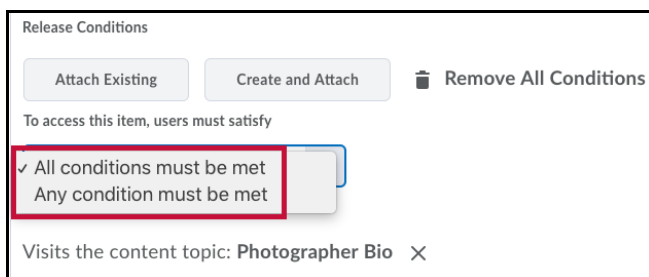 Release Conditions
Attach Existing Create and Attach Remove All Conditions
To access this item, users must satisfy
✓ All conditions must be met
Any condition must be met
Visits the content topic: Photographer Bio ×